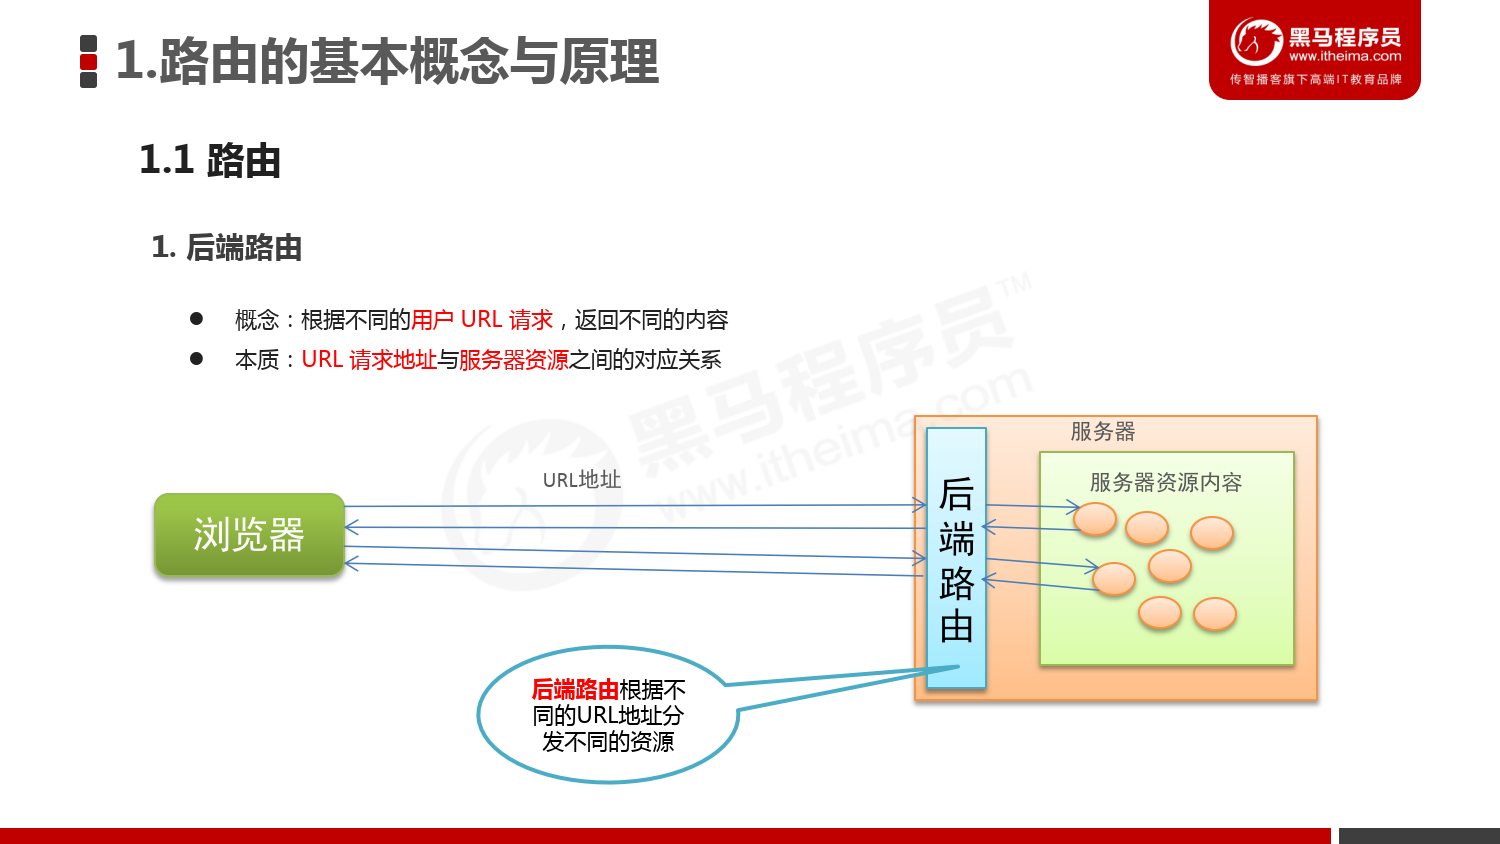 1.路由的基本概念与原理
黑马程序员
www.itheima.com
传智播客旗下高端IT教育品牌
1.1 路由
1. 后端路由
● 概念：根据不同的用户 URL 请求，返回不同的内容
● 本质：URL 请求地址与服务器资源之间的对应关系
黑马程序员™
www.itheima.com
服务器
URL地址
服务器资源内容
浏览器
后
端
路
由
后端路由根据不
同的URL地址分
发不同的资源